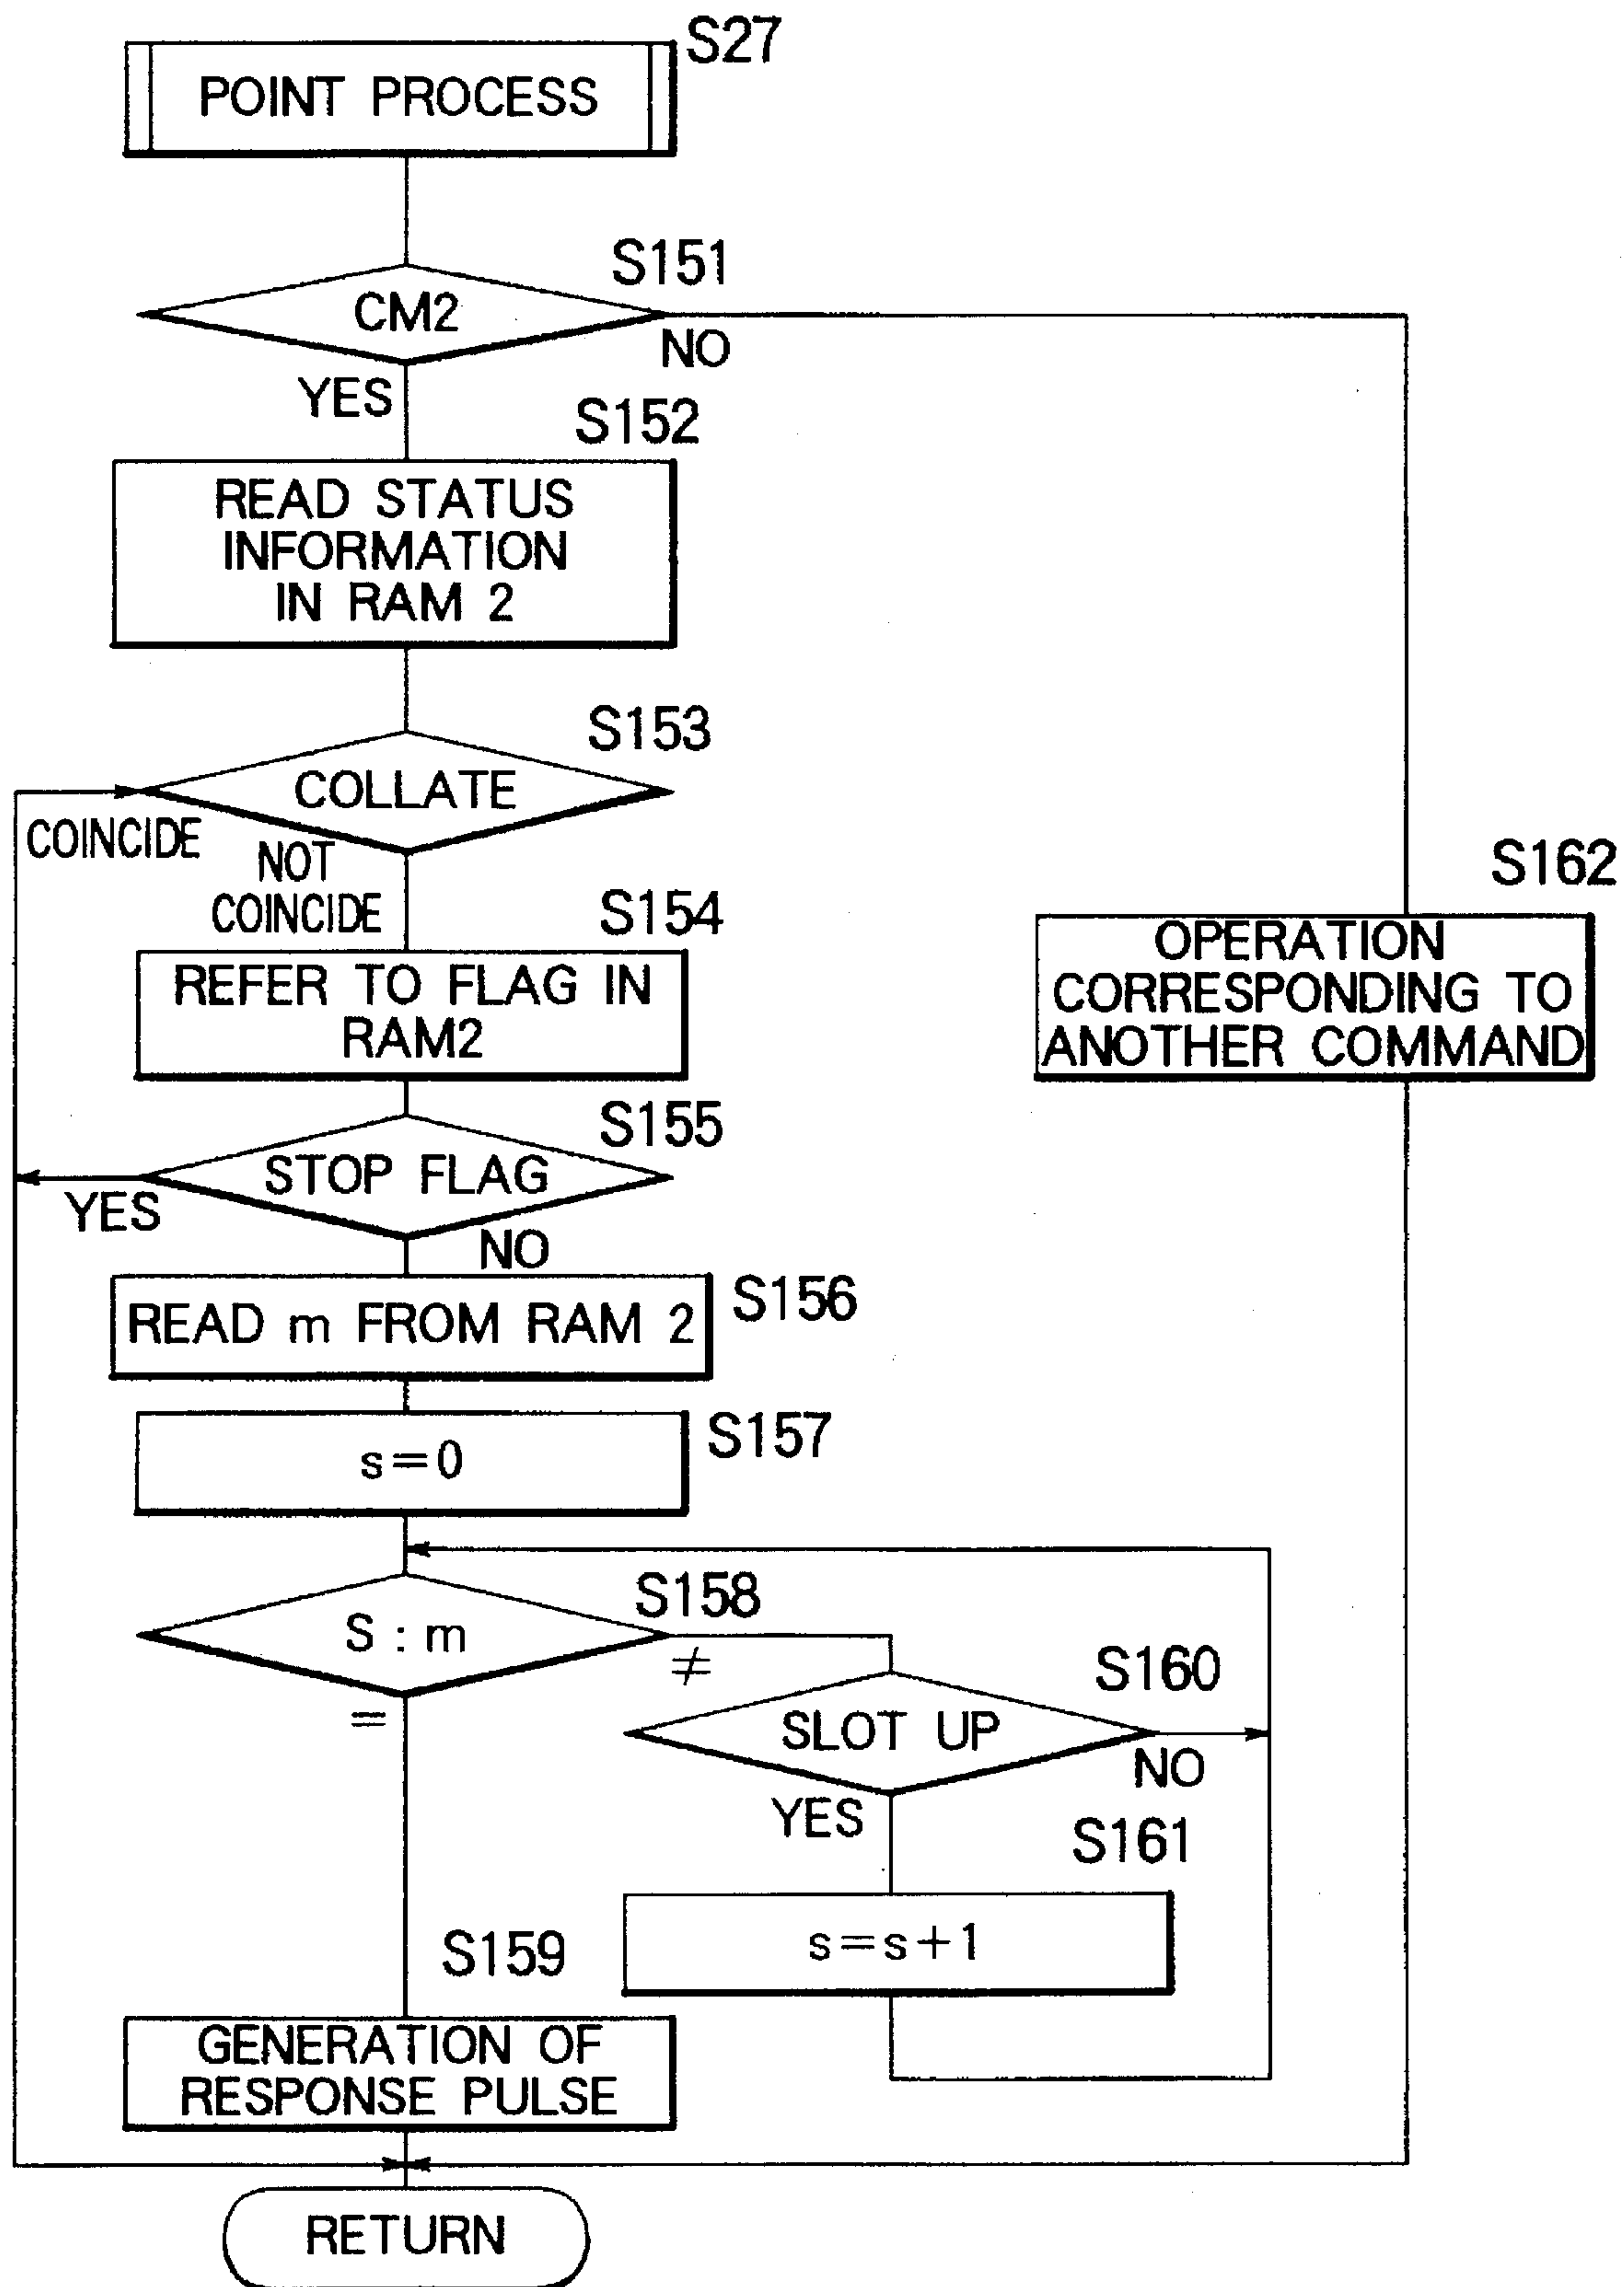 S27
POINT PROCESS
S151
CM2
NO
YES
S152
READ STATUS
INFORMATION
IN RAM 2
S153
COLLATE
COINCIDE
NOT
COINCIDE
S154
REFER TO FLAG IN
RAM2
S162
OPERATION
CORRESPONDING TO
ANOTHER COMMAND
S155
STOP FLAG
YES
NO
S156
READ m FROM RAM 2
S157
s=0
S158
S : m
≠
=
S160
SLOT UP
NO
YES
S161
s=s+1
S159
GENERATION OF
RESPONSE PULSE
RETURN